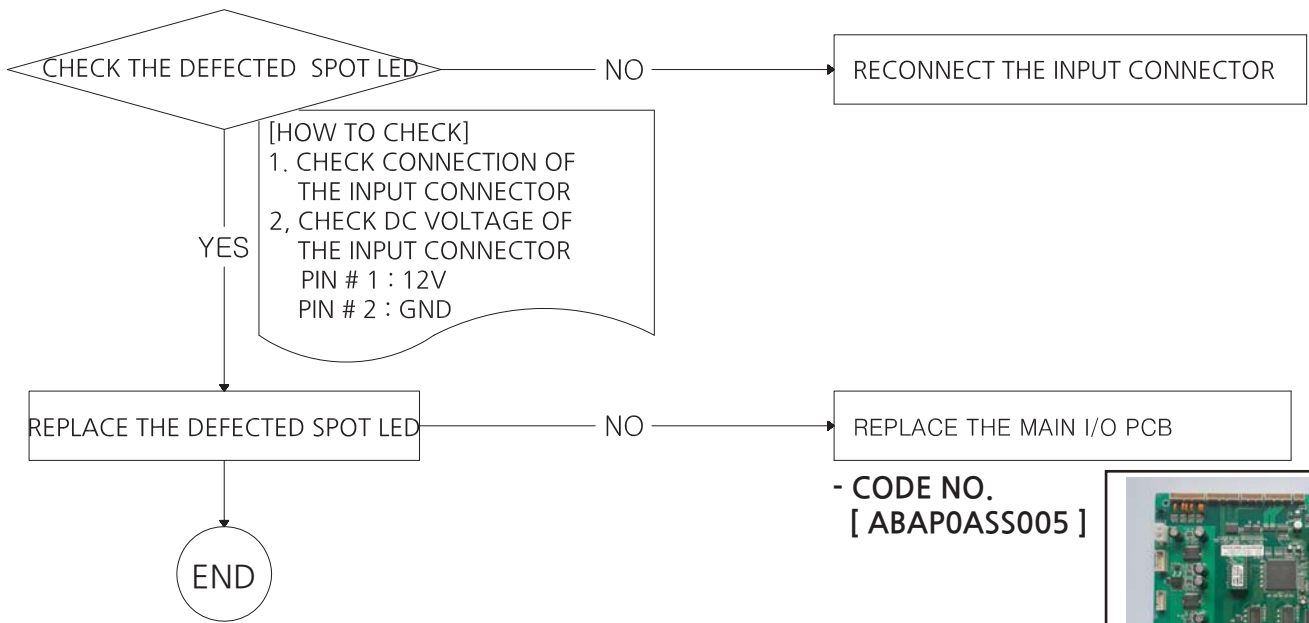 CHECK THE DEFECTED SPOT LED
NO
RECONNECT THE INPUT CONNECTOR
[HOW TO CHECK]
1. CHECK CONNECTION OF
THE INPUT CONNECTOR
2, CHECK DC VOLTAGE OF
THE INPUT CONNECTOR
PIN # 1 : 12V
PIN # 2 : GND
YES
REPLACE THE DEFECTED SPOT LED
NO
REPLACE THE MAIN I/O PCB
- CODE NO.
[ ABAP0ASS005 ]
END